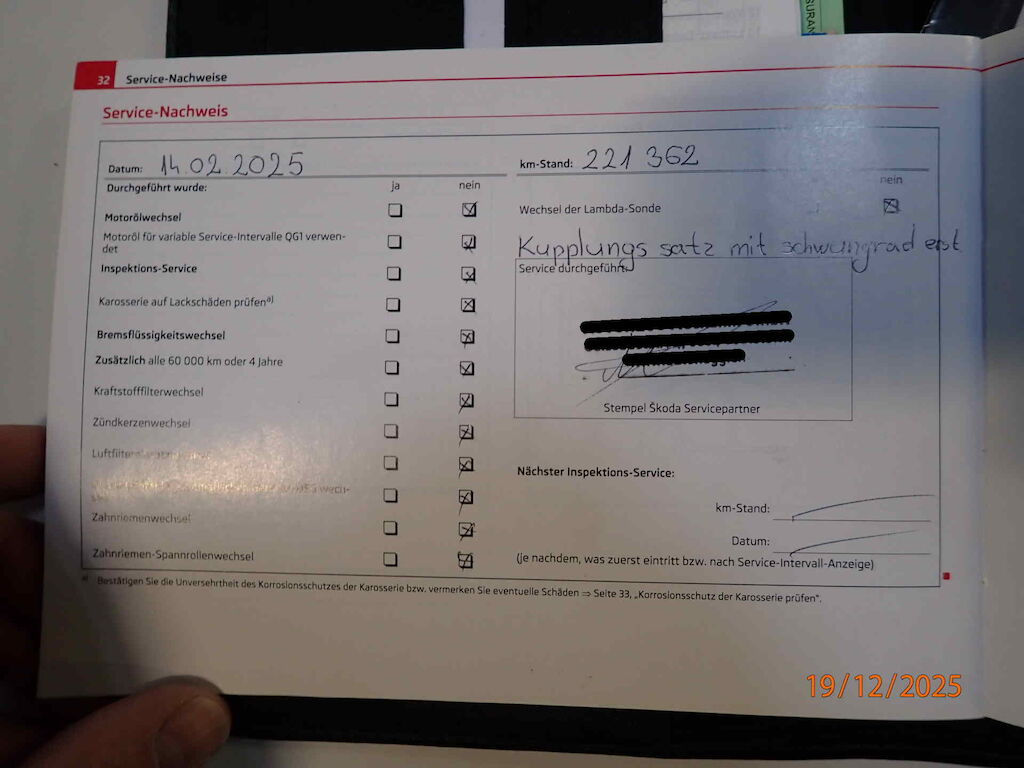 SURAN
32 Service-Nachweise
Service-Nachweis
Datum: 14.02.2025
km-Stand: 221 362
Durchgeführt wurde: ja nein
nein
Motorölwechsel
Wechsel der Lambda-Sonde
Motoröl für variable Service-Intervalle QG1 verwen-
det
Kupplungs satz mit schwungrad erst
Inspektions-Service
Service durchgeführt:
Karosserie auf Lackschäden prüfen a)
Bremsflüssigkeitswechsel
Zusätzlich alle 60 000 km oder 4 Jahre
Kraftstofffilterwechsel
Stempel Škoda Servicepartner
Zündkerzenwechsel
Nächster Inspektions-Service:
Zahnriemenwechsel
km-Stand:
Datum:
Zahnriemen-Spannrollenwechsel
(je nachdem, was zuerst eintritt bzw. nach Service-Intervall-Anzeige)
a) Bestätigen Sie die Unversehrtheit des Korrosionsschutzes der Karosserie bzw. vermerken Sie eventuelle Schäden ⇒ Seite 33, „Korrosionsschutz der Karosserie prüfen“.
19/12/2025